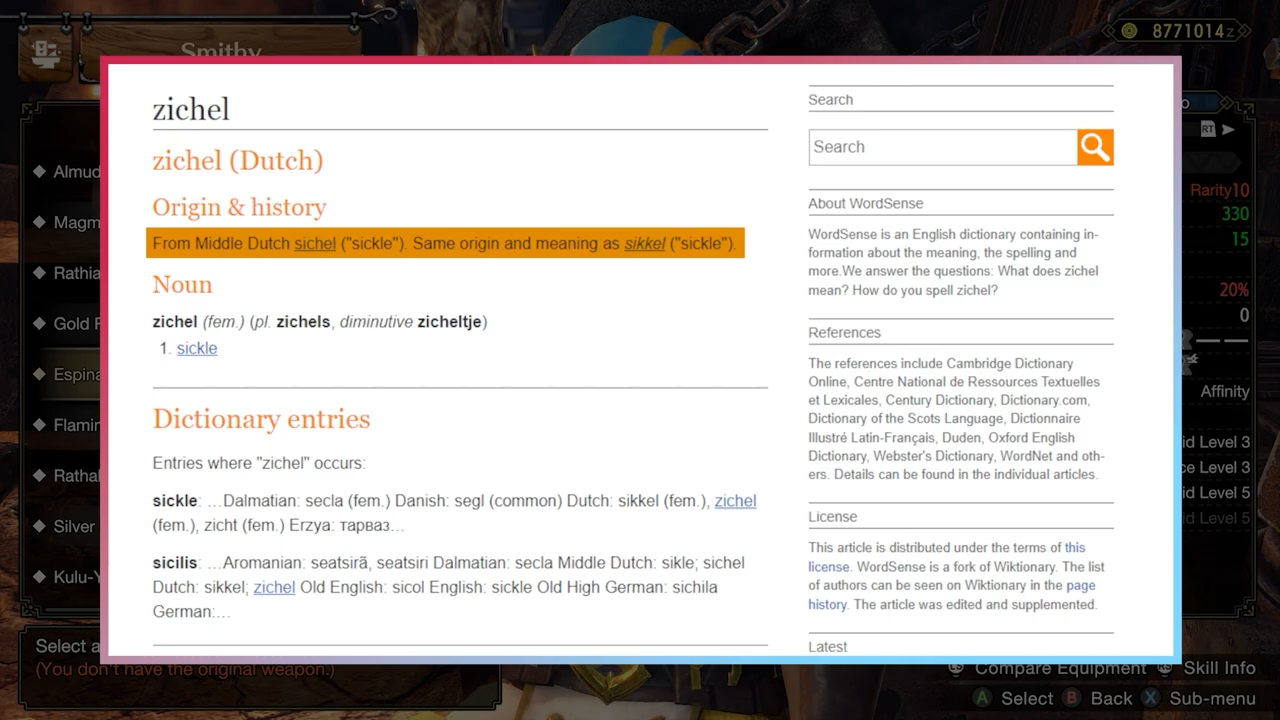 Smithy
8771014z
Almud
Magm
Rathia
Gold R
Espina
Flamin
Rathal
Silver
Kulu-Y
zichel
zichel (Dutch)
Origin & history
From Middle Dutch sichel ("sickle"). Same origin and meaning as sikkel ("sickle").
Noun
zichel (fem.) (pl. zichels, diminutive zicheltje)
1. sickle
Dictionary entries
Entries where "zichel" occurs:
sickle: …Dalmatian: secla (fem.) Danish: segl (common) Dutch: sikkel (fem.), zichel
(fem.), zicht (fem.) Erzya: тарваз…
sicilis: …Aromanian: seatsirã, seatsiri Dalmatian: secla Middle Dutch: sikle; sichel
Dutch: sikkel; zichel Old English: sicol English: sickle Old High German: sichila
German:…
Search
Search
About WordSense
WordSense is an English dictionary containing in-
formation about the meaning, the spelling and
more.We answer the questions: What does zichel
mean? How do you spell zichel?
References
The references include Cambridge Dictionary
Online, Centre National de Ressources Textuelles
et Lexicales, Century Dictionary, Dictionary.com,
Dictionary of the Scots Language, Dictionnaire
Illustré Latin-Français, Duden, Oxford English
Dictionary, Webster's Dictionary, WordNet and oth-
ers. Details can be found in the individual articles.
License
This article is distributed under the terms of this
license. WordSense is a fork of Wiktionary. The list
of authors can be seen on Wiktionary in the page
history. The article was edited and supplemented.
Latest
o
RT
Rarity10
330
15
20%
0
Affinity
id Level 3
ce Level 3
id Level 5
id Level 5
Select a
(You don't have the original weapon.)
Compare Equipment Skill Info
A Select B Back X Sub-menu